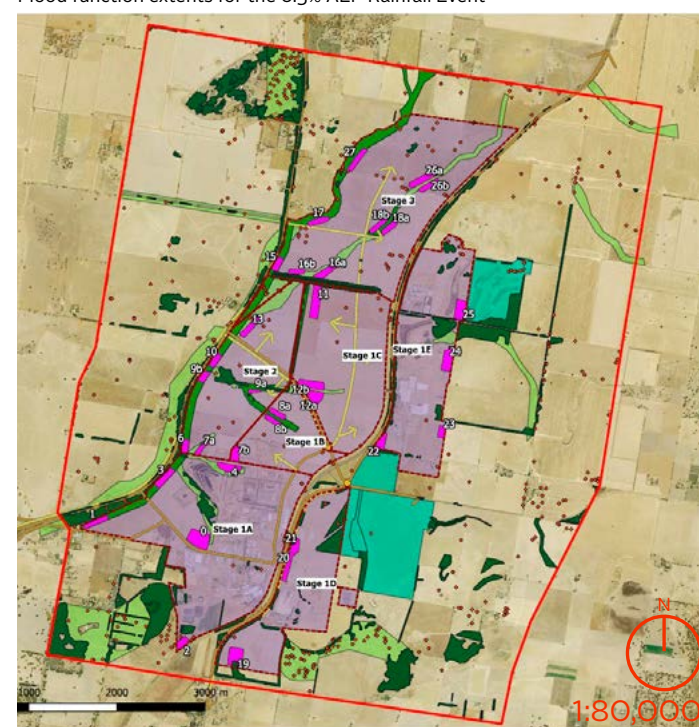 Flood function extents for the 0.5% AEP Rainfall Event
27
26a
26b
Stage 3
17
18b
18a
15
16b
16a
11
25
13
10
Stage 1C
Stage 1E
24
Stage 2
9b
9a
12b
12a
8a
8b
23
Stage 1B
6
7a
7b
22
4
3
1
0
Stage 1A
21
20
Stage 1D
2
19
N
1000 2000 3000 m
1:80,000